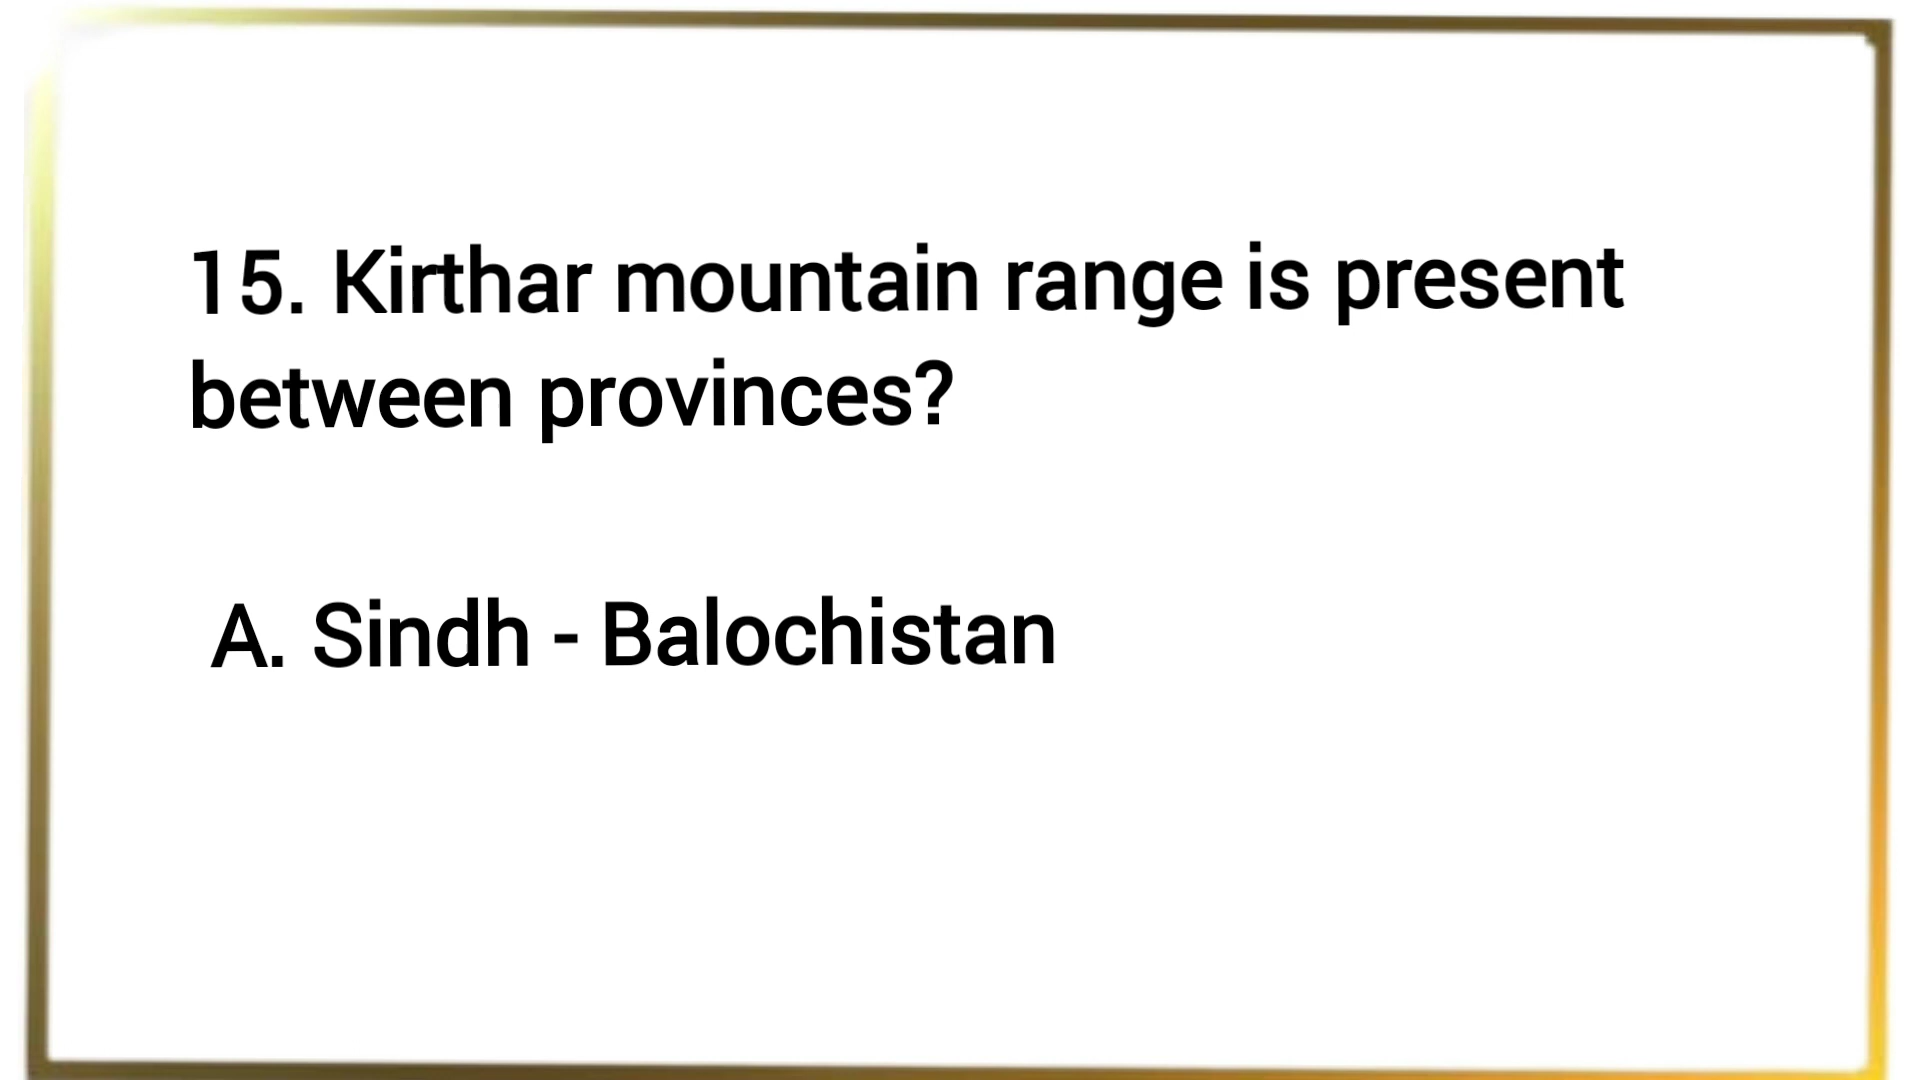 15. Kirthar mountain range is present
between provinces?
A. Sindh - Balochistan